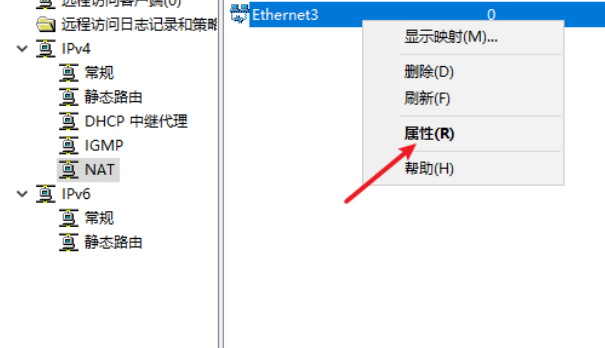 远程访问客户端(0)
远程访问日志记录和策略
IPv4
常规
静态路由
DHCP 中继代理
IGMP
NAT
IPv6
常规
静态路由
Ethernet3 0
显示映射(M)...
删除(D)
刷新(F)
属性(R)
帮助(H)